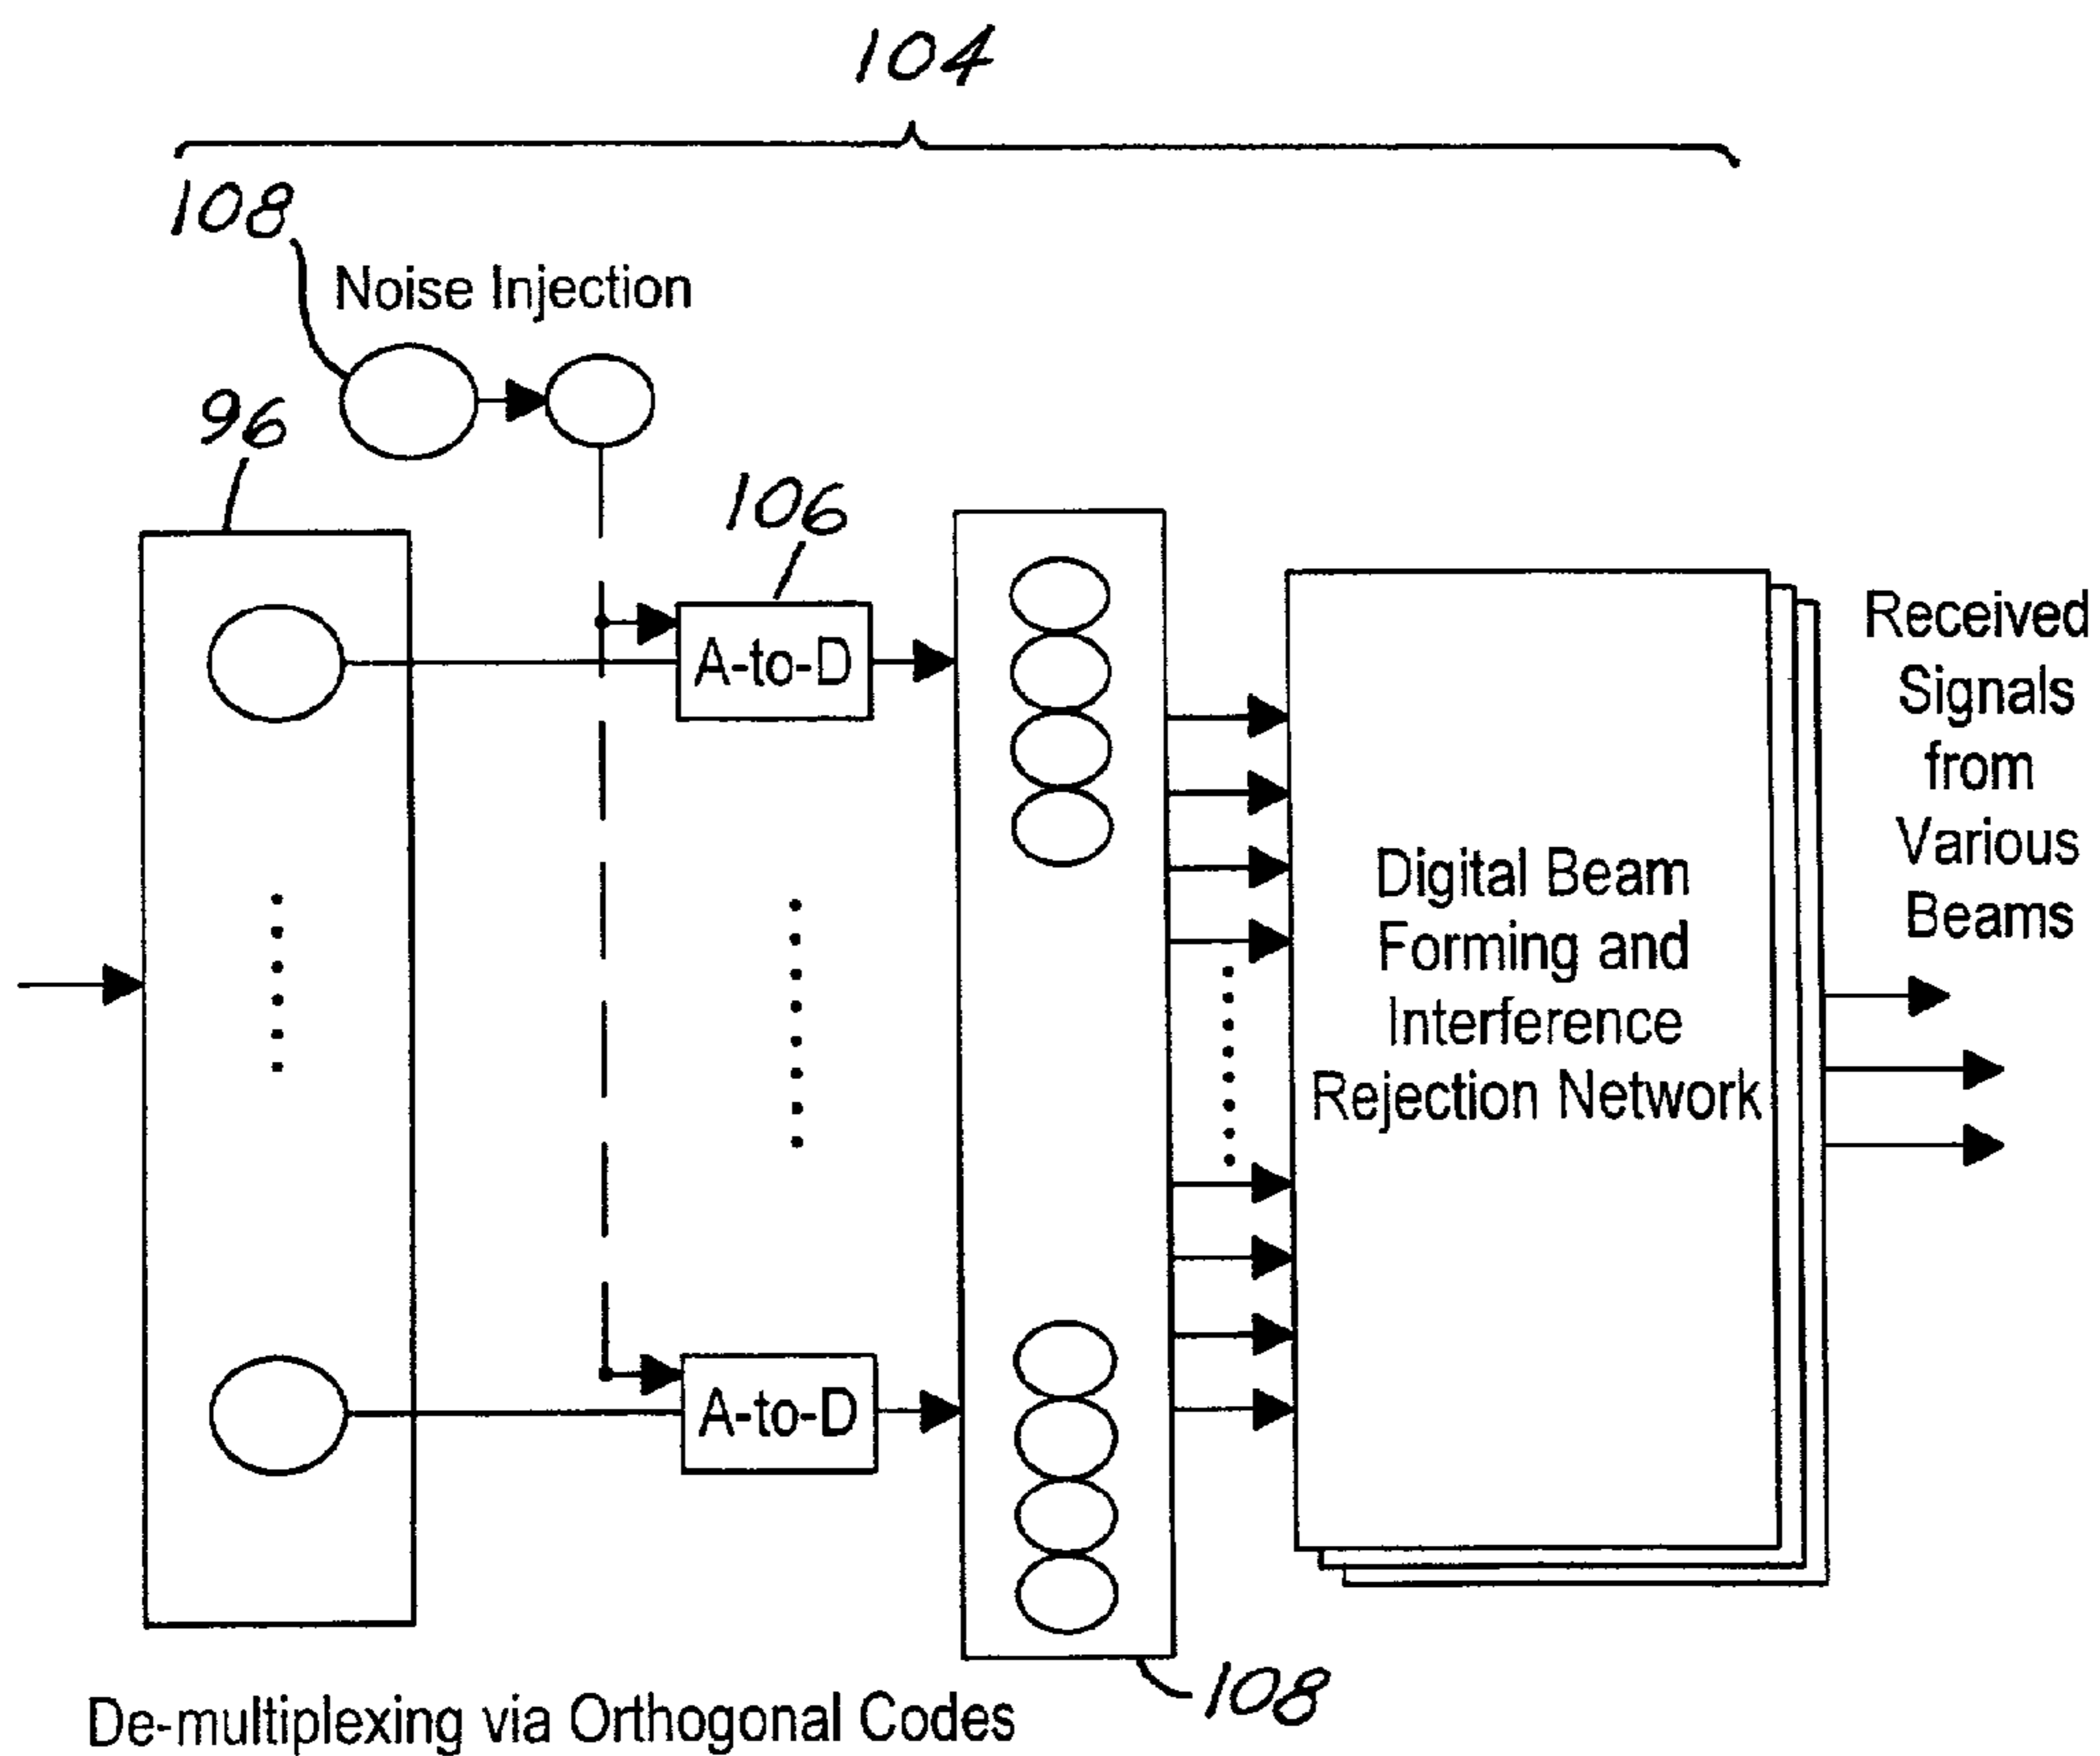 104
108
Noise Injection
96
106
A-to-D
Received
Signals
from
Various
Beams
Digital Beam
Forming and
Interference
Rejection Network
A-to-D
108
De-multiplexing via Orthogonal Codes